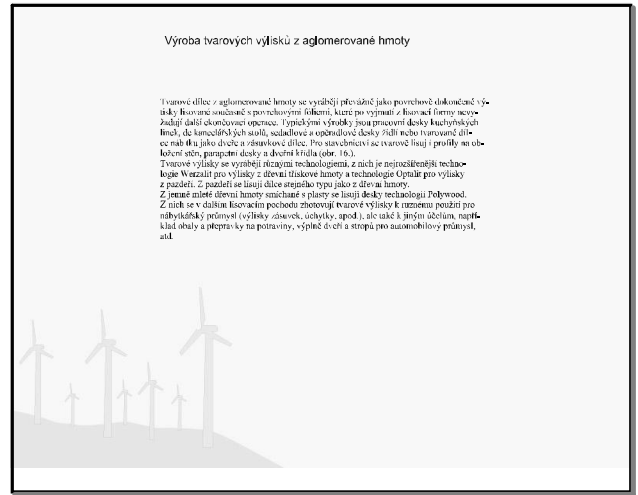 Výroba tvarových výlisků z aglomerované hmoty
Tvarové dílce z aglomerované hmoty se vyrábějí převážně jako povrchově dokončené vý-
lisky lisované současně s povrchovými fóliemi, které po vyjmutí z lisovací formy nevy-
žadují další dokončovací operace. Typickými výrobky jsou pracovní desky kuchyňských
linek, de kancelářských stolů, sedadlové a opěradlové desky židlí nebo tvarované díl-
ce náb tku jako dveře a zásuvkové dílce. Pro stavebnictví se tvarově lisují i profily na ob-
ložení stěn, parapetní desky a dveřní křídla (obr. 16.).
Tvarové výlisky se vyrábějí různými technologiemi, z nich je nejrozšířenější techno-
logie Werzalit pro výlisky z dřevní třískové hmoty a technologie Optalit pro výlisky
z pazdeří. Z pazdeří se lisují dílce stejného typu jako z dřevní hmoty.
Z jemně mleté dřevní hmoty smíchané s plasty se lisují desky technologií Polywood.
Z nich se v dalším lisovacím pochodu zhotovují tvarové výlisky k ruznému použití pro
nábytkářský průmysl (výlisky zásuvek, úchytky, apod.), ale také k jiným účelům, napří-
klad obaly a přepravky na potraviny, výplně dveří a stropů pro automobilový průmysl,
atd.